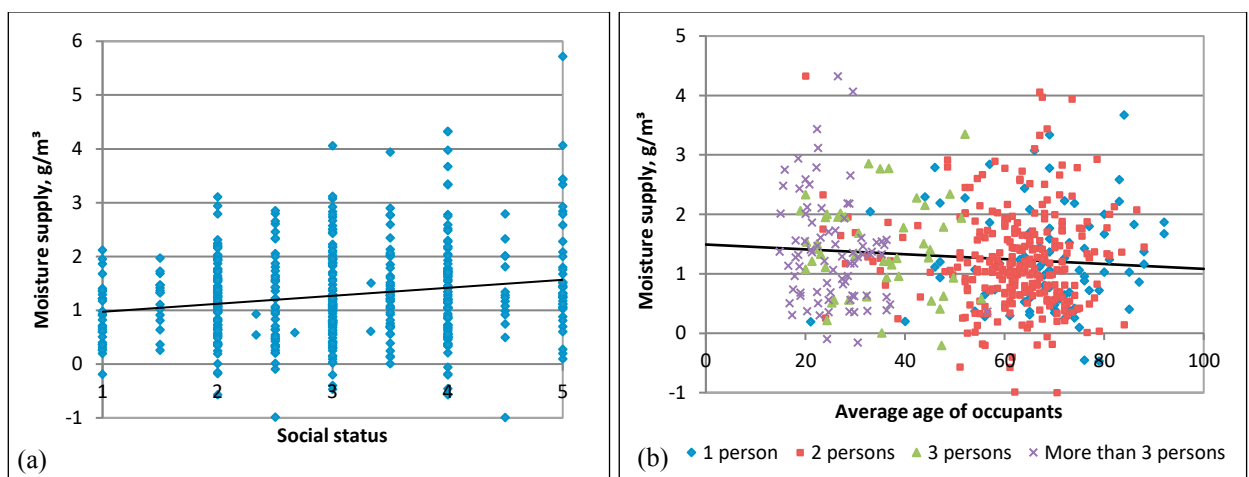 6
5
4
3
2
1
0
-1
1
2
3
4
5
Moisture supply, g/m³
Social status
(a)
5
4
3
2
1
0
-1
0
20
40
60
80
100
Moisture supply, g/m³
Average age of occupants
(b)
1 person
2 persons
3 persons
More than 3 persons